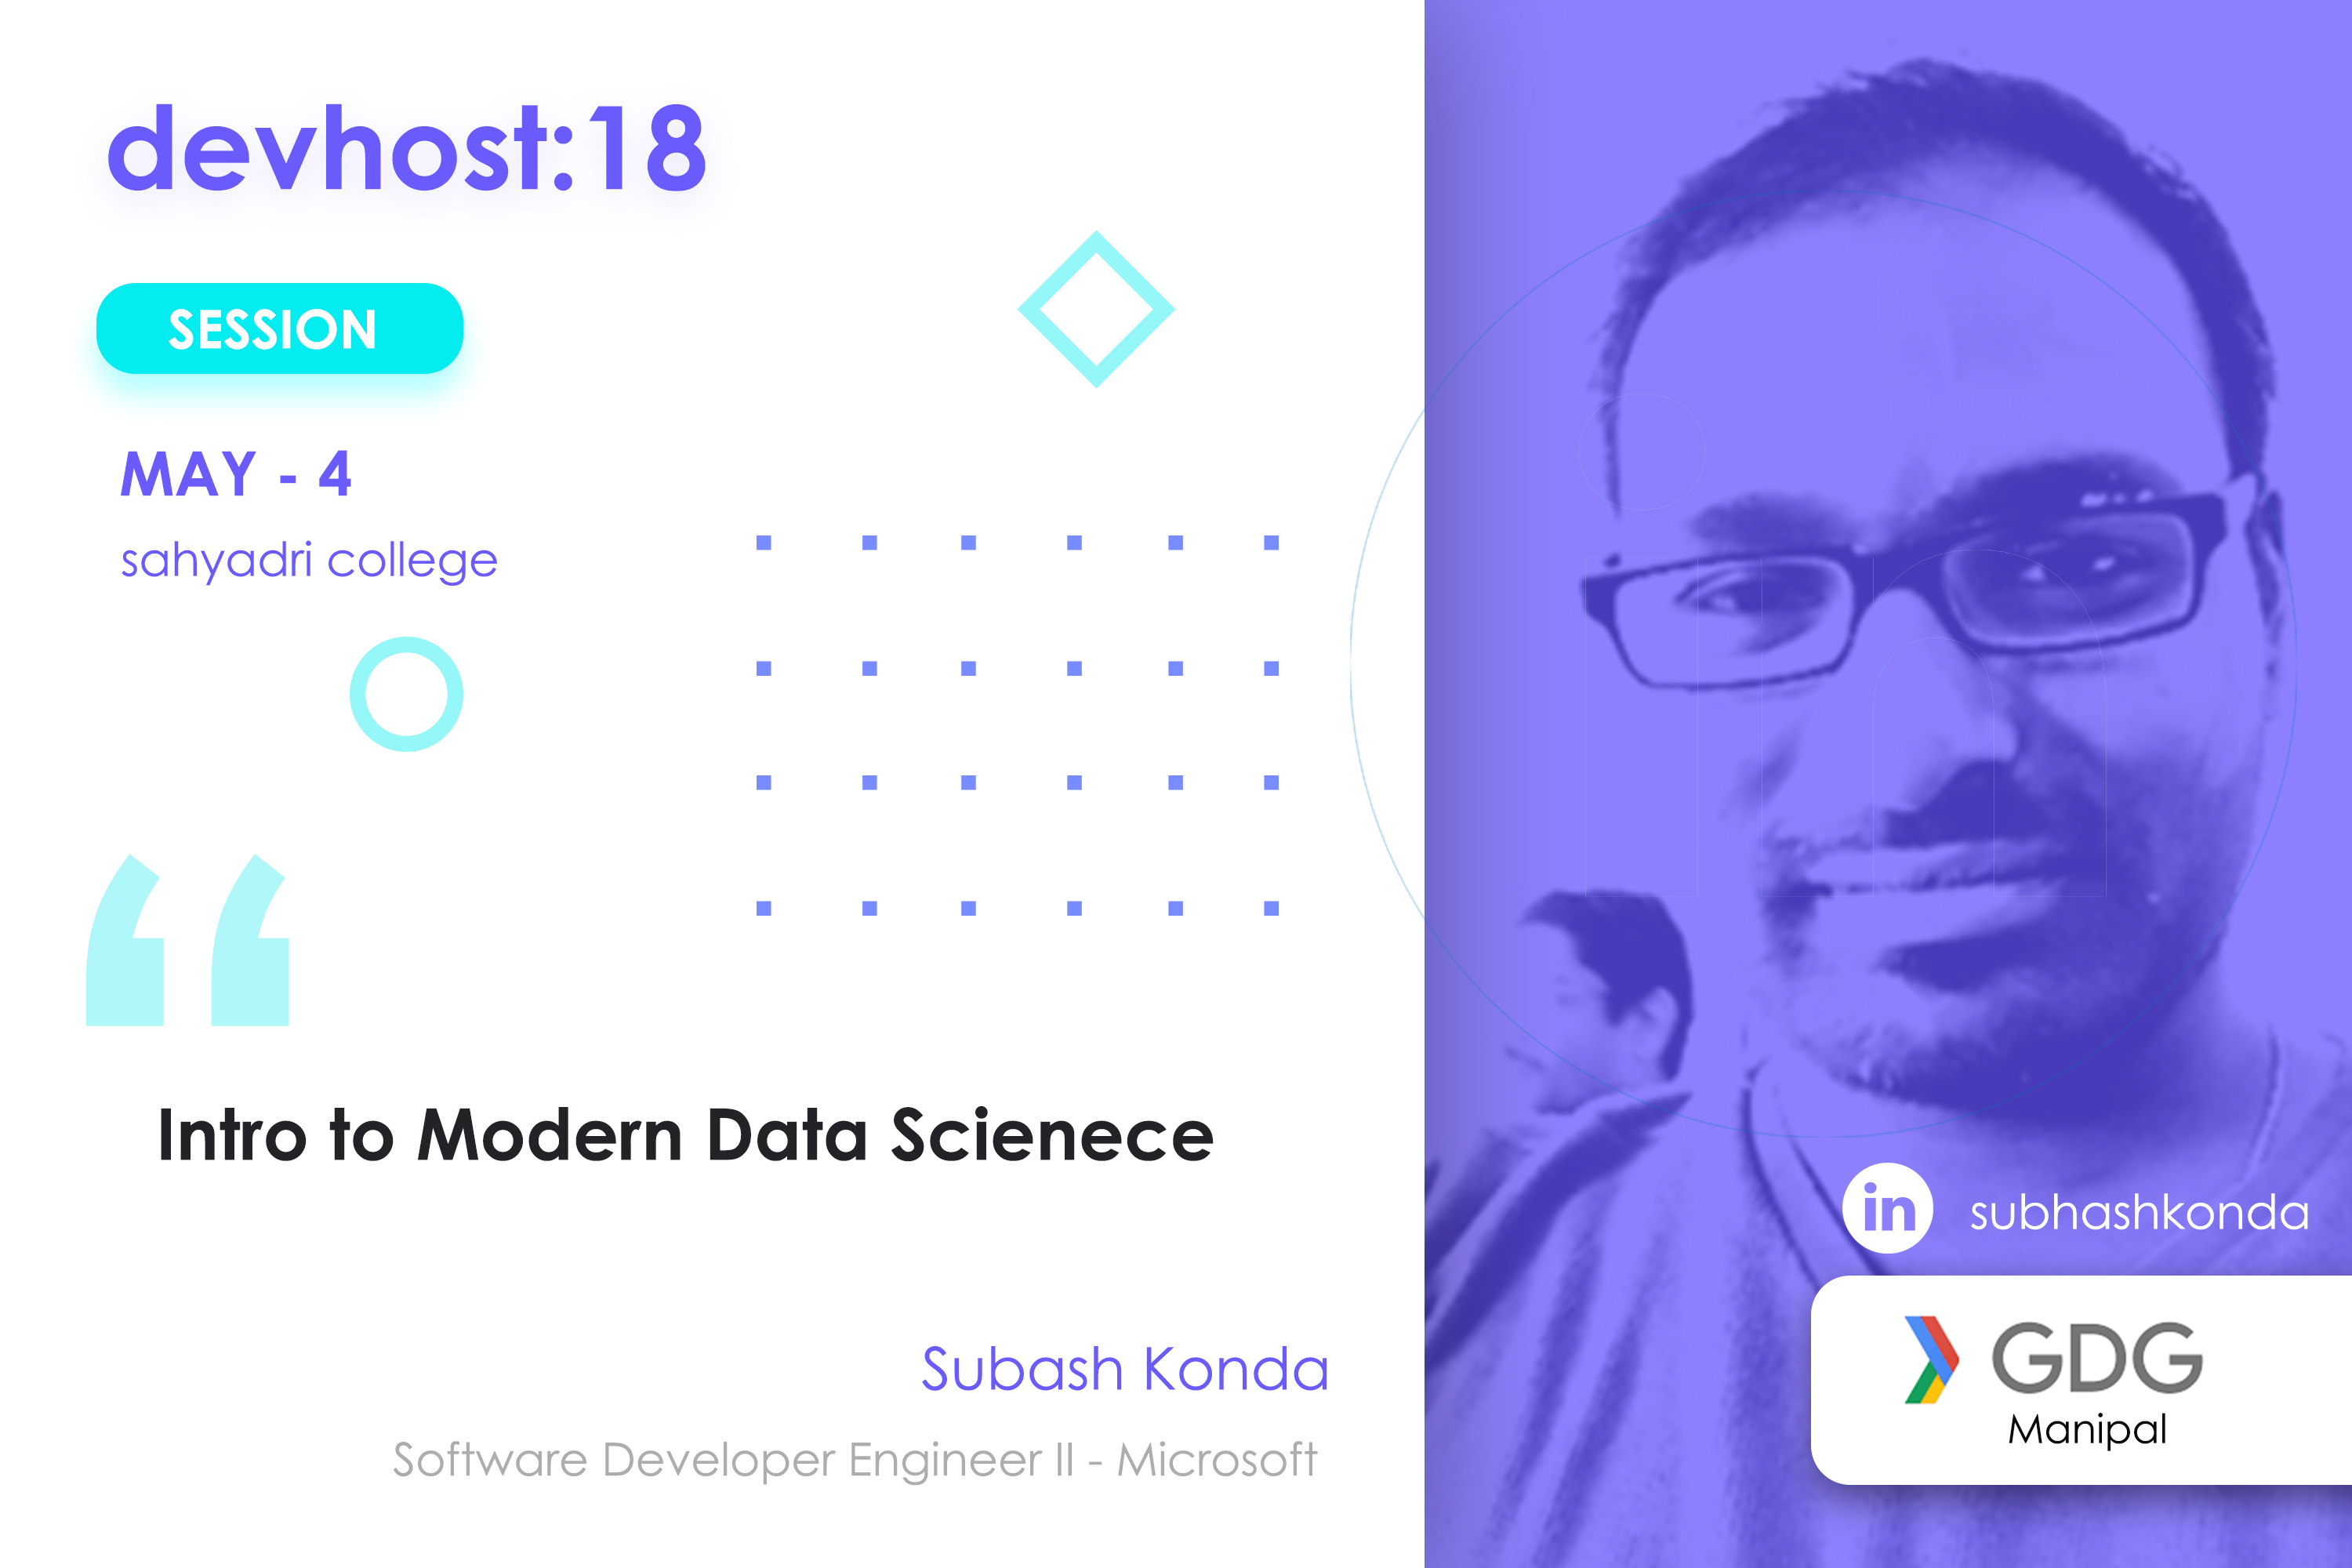 devhost:18
SESSION
MAY - 4
sahyadri college
“
Intro to Modern Data Scienece
Subash Konda
Software Developer Engineer II - Microsoft
in subhashkonda
GDG
Manipal